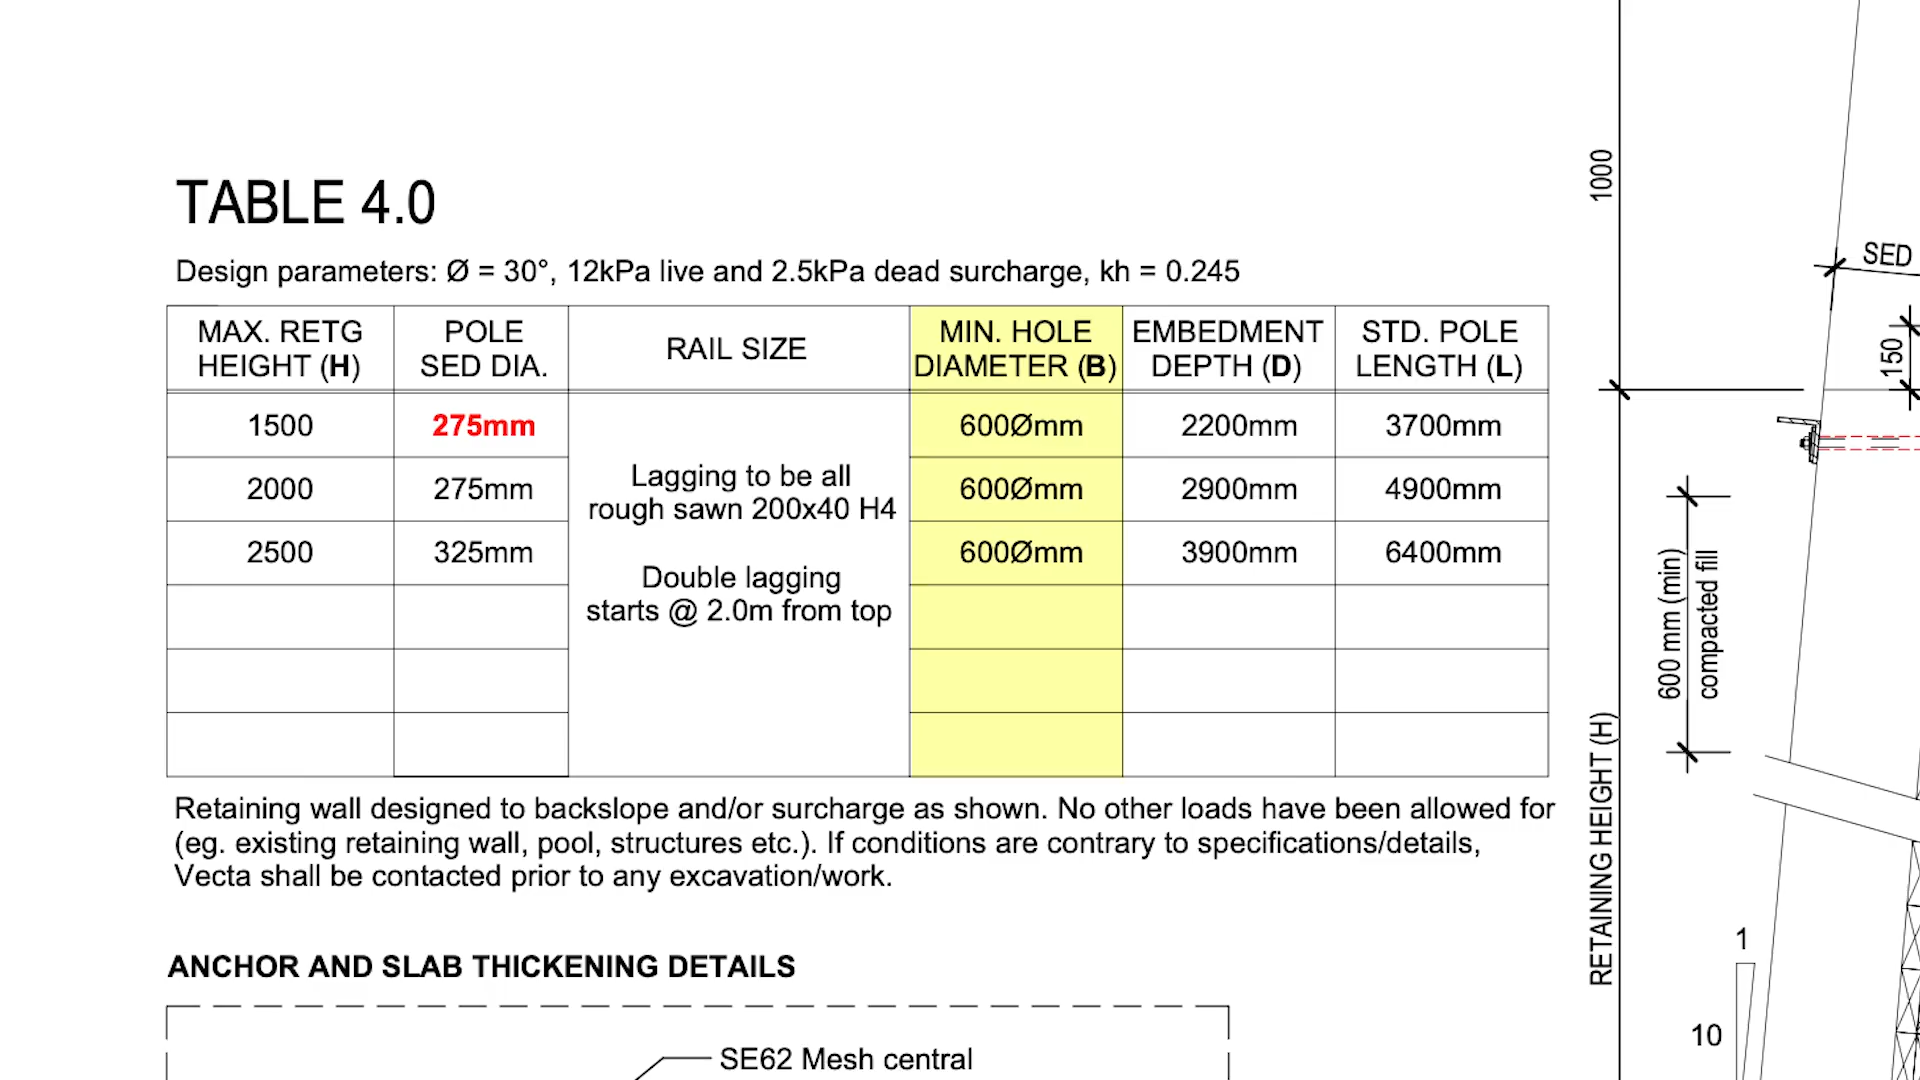 TABLE 4.0
Design parameters: Ø = 30°, 12kPa live and 2.5kPa dead surcharge, kh = 0.245
MAX. RETG
HEIGHT (H)
POLE
SED DIA.
RAIL SIZE
MIN. HOLE
DIAMETER (B)
EMBEDMENT
DEPTH (D)
STD. POLE
LENGTH (L)
1500
275mm
600Ømm
2200mm
3700mm
2000
275mm
600Ømm
2900mm
4900mm
2500
325mm
600Ømm
3900mm
6400mm
Lagging to be all
rough sawn 200x40 H4
Double lagging
starts @ 2.0m from top
Retaining wall designed to backslope and/or surcharge as shown. No other loads have been allowed for
(eg. existing retaining wall, pool, structures etc.). If conditions are contrary to specifications/details,
Vecta shall be contacted prior to any excavation/work.
ANCHOR AND SLAB THICKENING DETAILS
SE62 Mesh central
1000
SED
150
600 mm (min)
compacted fill
RETAINING HEIGHT (H)
1
10